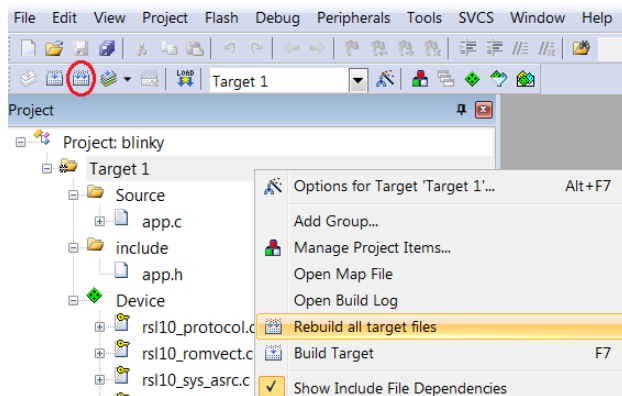 File Edit View Project Flash Debug Peripherals Tools SVCS Window Help
LOAD Target 1
Project
Project: blinky
Target 1
Source
app.c
include
app.h
Device
rsl10_protocol.c
rsl10_romvect.c
rsl10_sys_asrc.c
Options for Target 'Target 1'... Alt+F7
Add Group...
Manage Project Items...
Open Map File
Open Build Log
Rebuild all target files
Build Target F7
Show Include File Dependencies